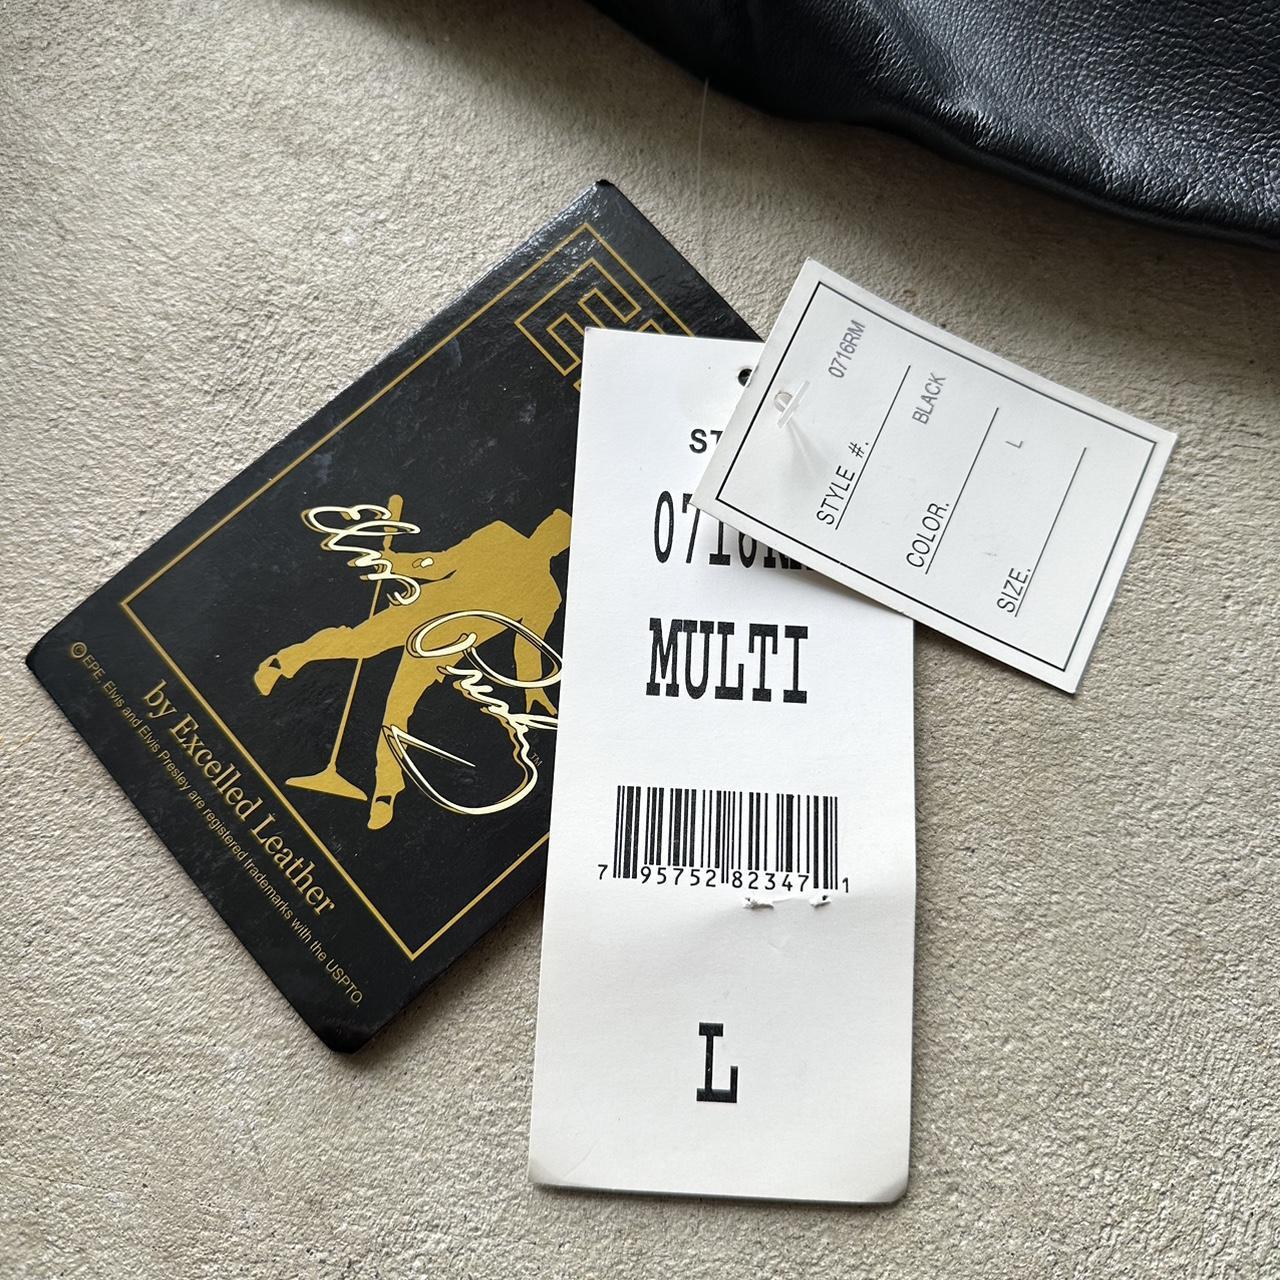 Elvis
Presley™
by Excelled Leather
©EPE, Elvis and Elvis Presley are registered trademarks with the USPTO.
MULTI
7 95752 82347 1
L
STYLE #. 0716RM
COLOR. BLACK
SIZE. L